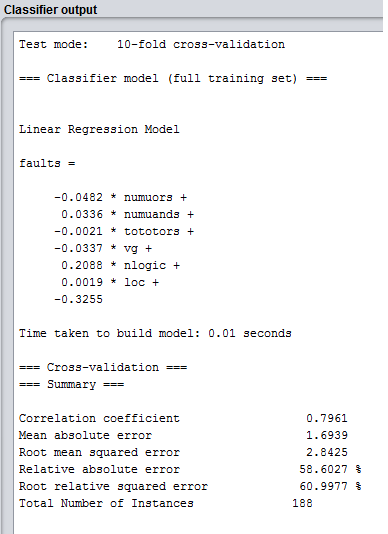 Classifier output
Test mode:    10-fold cross-validation
=== Classifier model (full training set) ===
Linear Regression Model
faults =
-0.0482 * numuors +
0.0336 * numuands +
-0.0021 * tototors +
-0.0337 * vg +
0.2088 * nlogic +
0.0019 * loc +
-0.3255
Time taken to build model: 0.01 seconds
=== Cross-validation ===
=== Summary ===
Correlation coefficient                  0.7961
Mean absolute error                      1.6939
Root mean squared error                  2.8425
Relative absolute error                 58.6027 %
Root relative squared error             60.9977 %
Total Number of Instances              188